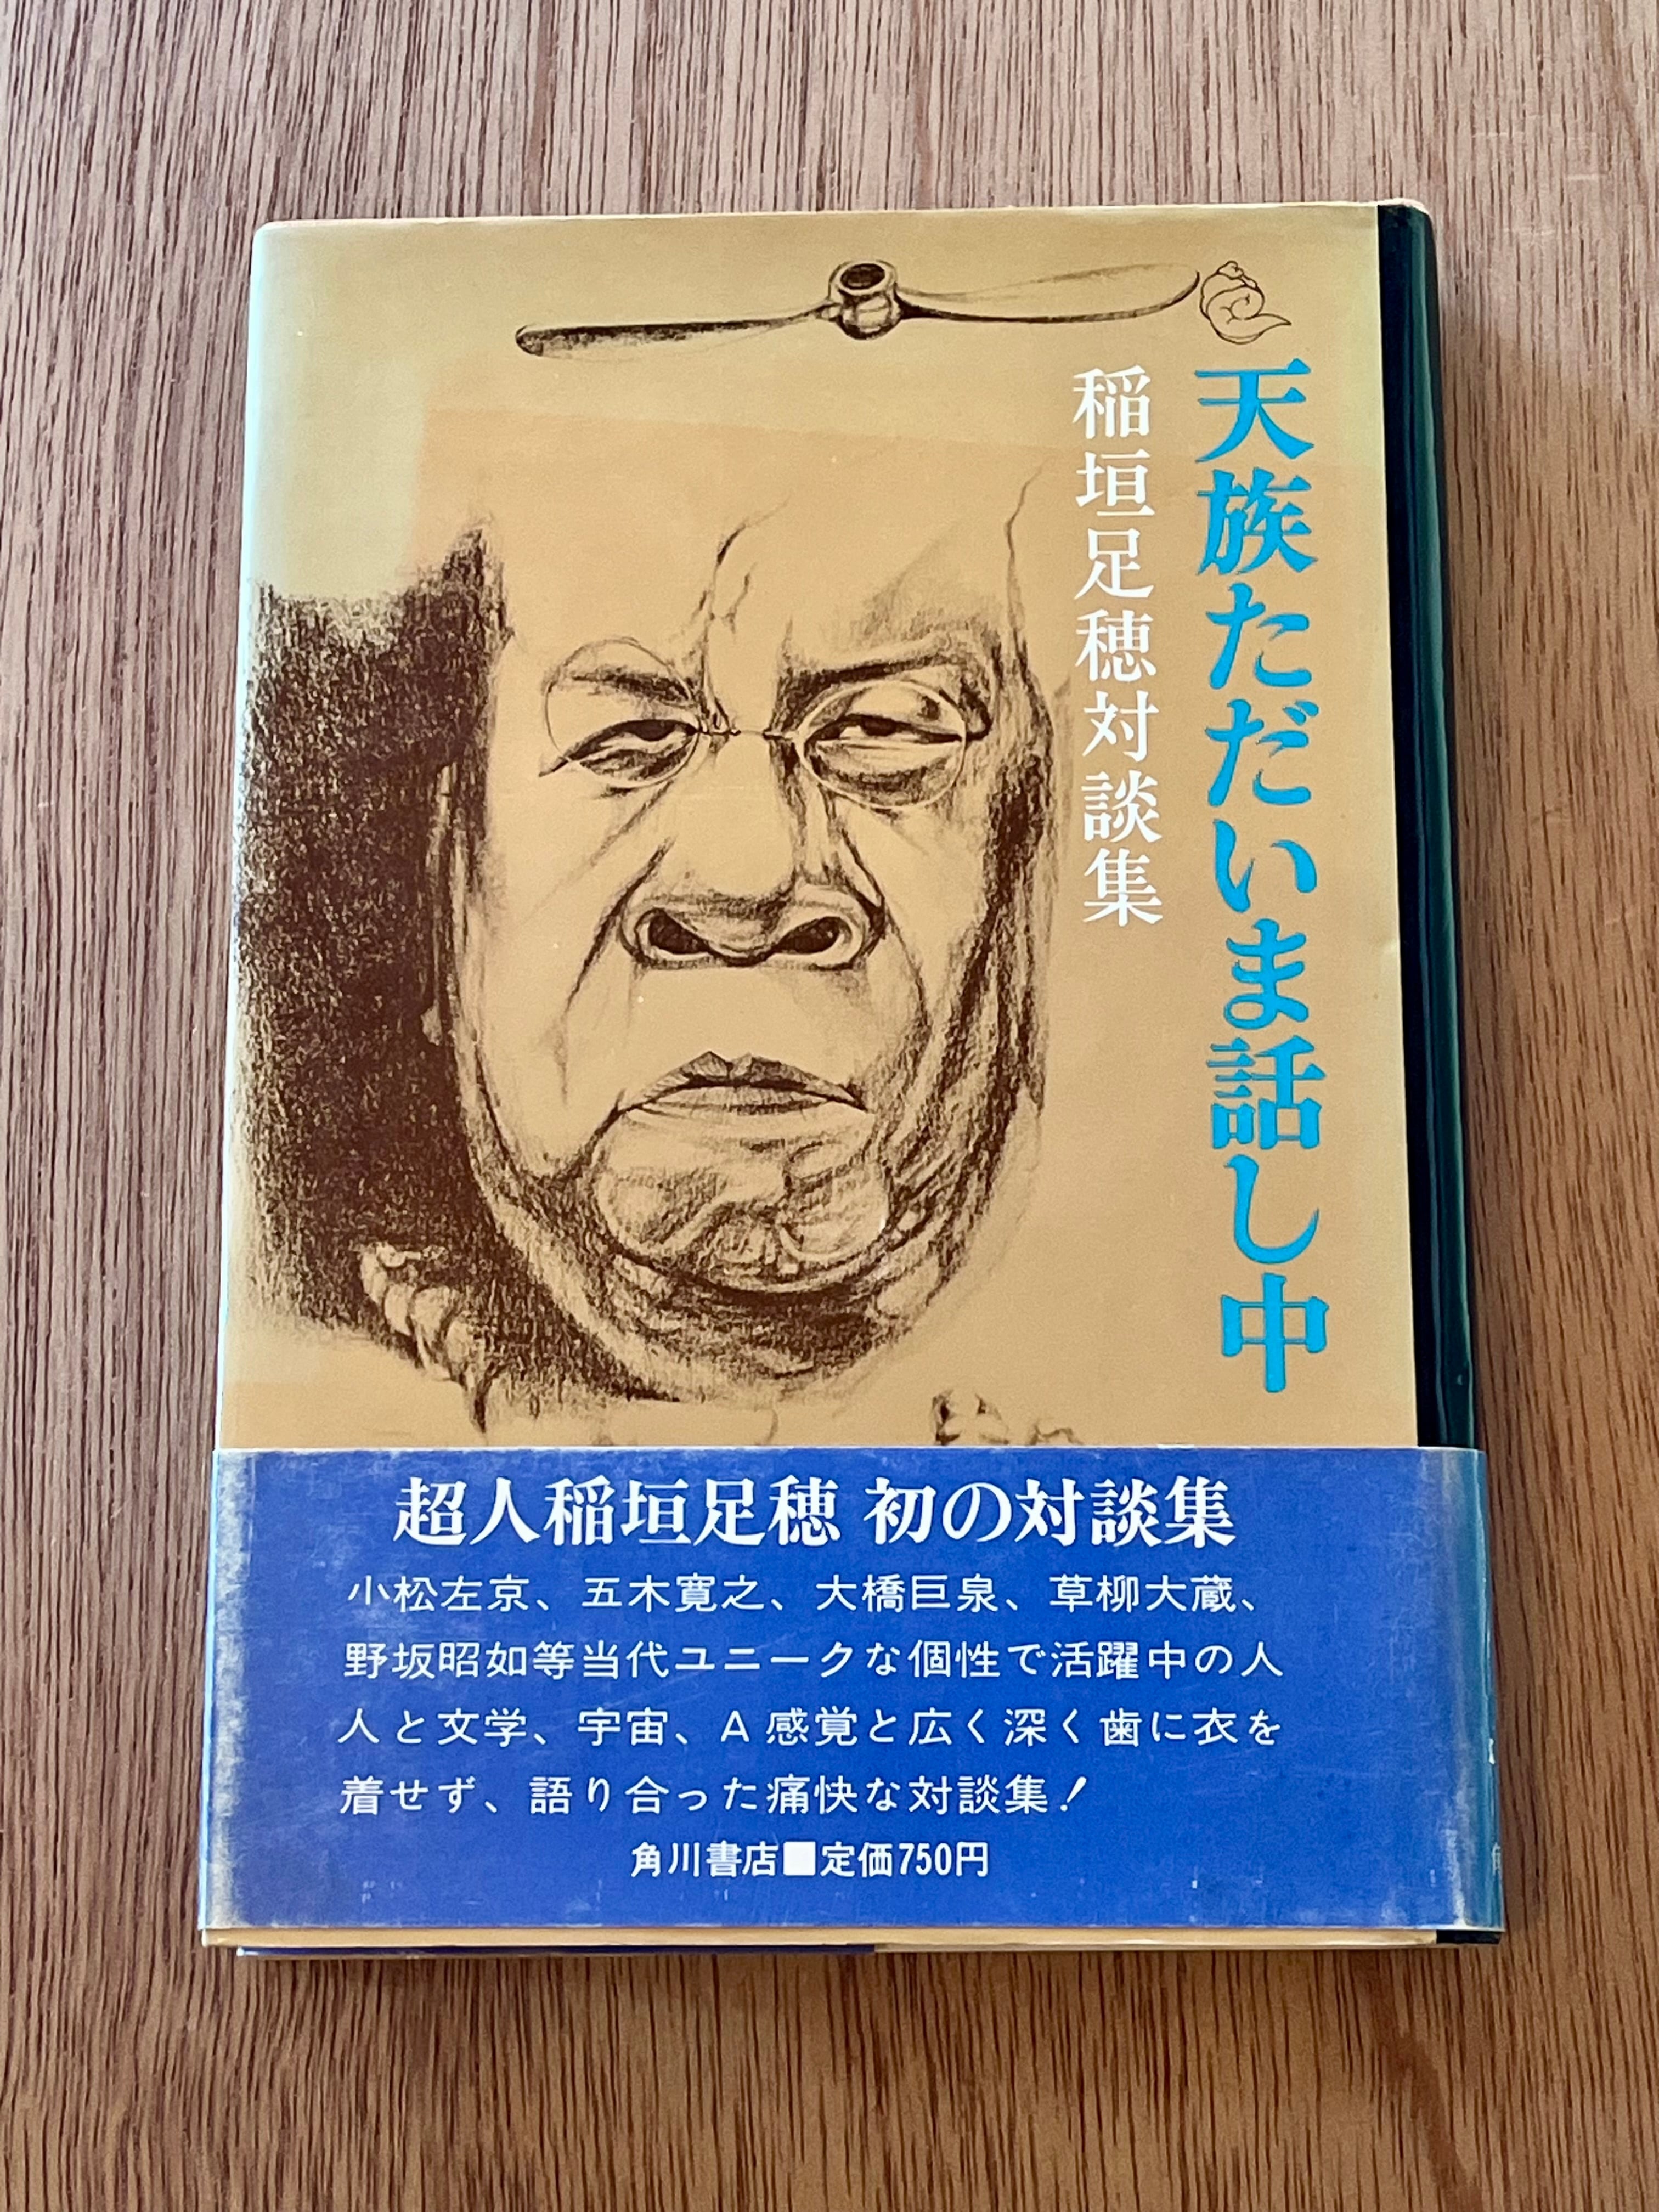 天族ただいま話し中
稲垣足穂対談集
超人稲垣足穂 初の対談集
小松左京、五木寛之、大橋巨泉、草柳大蔵、
野坂昭如等当代ユニークな個性で活躍中の人
人と文学、宇宙、A感覚と広く深く歯に衣を
着せず、語り合った痛快な対談集！
角川書店■定価750円